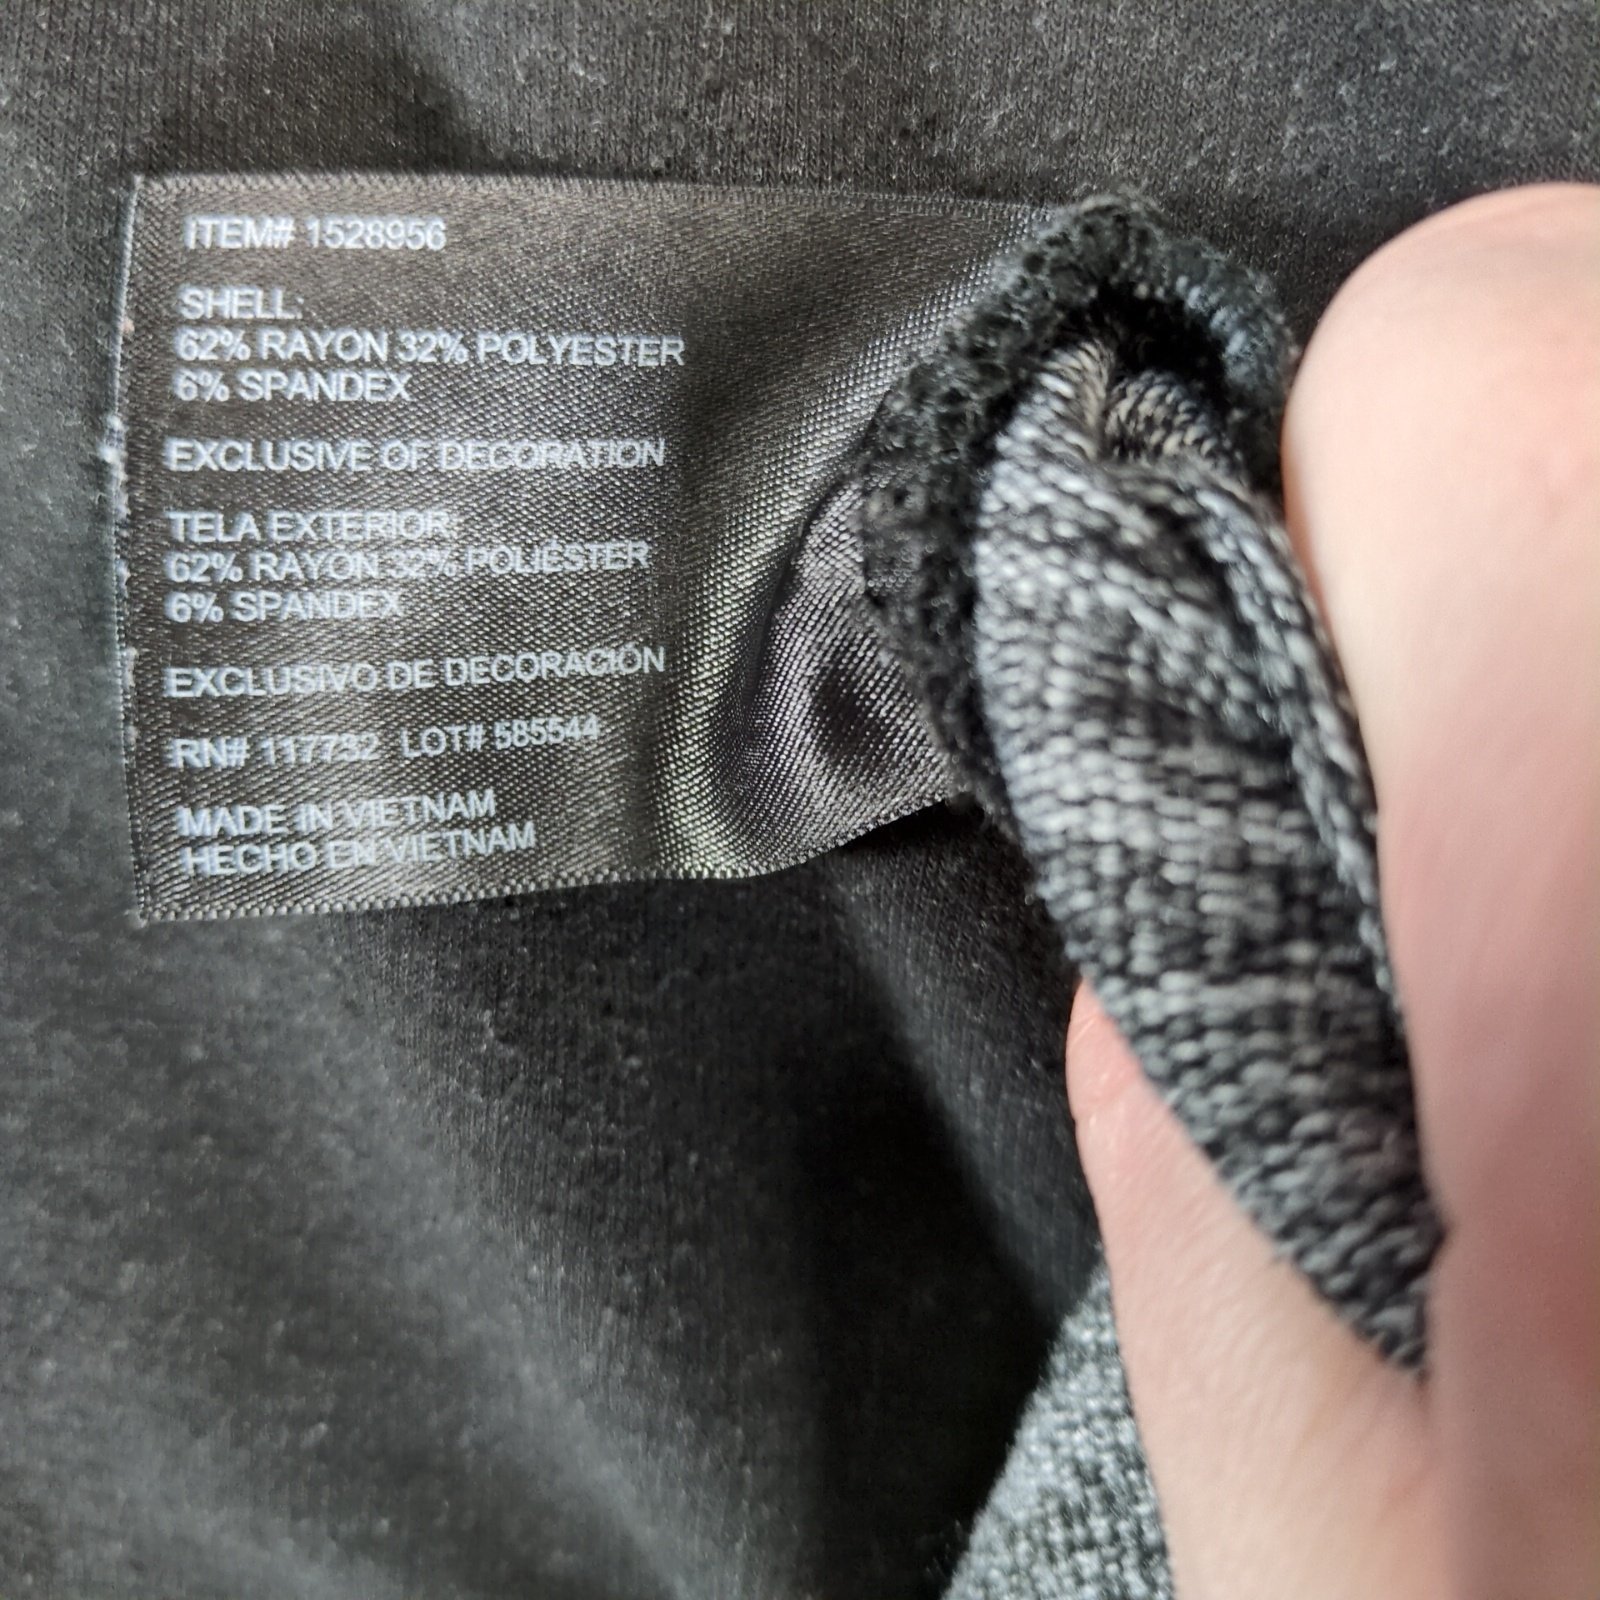 ITEM# 1528956
SHELL:
62% RAYON 32% POLYESTER
6% SPANDEX
EXCLUSIVE OF DECORATION
TELA EXTERIOR:
62% RAYON 32% POLIÉSTER
6% SPANDEX
EXCLUSIVO DE DECORACIÓN
RN# 117732 LOT# 585544
MADE IN VIETNAM
HECHO EN VIETNAM